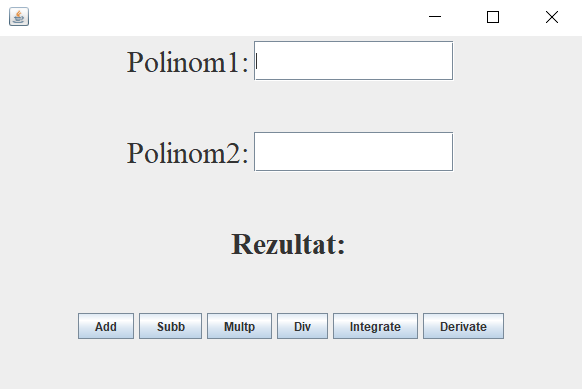 Polinom1:
Polinom2:
Rezultat:
Add Subb Multp Div Integrate Derivate